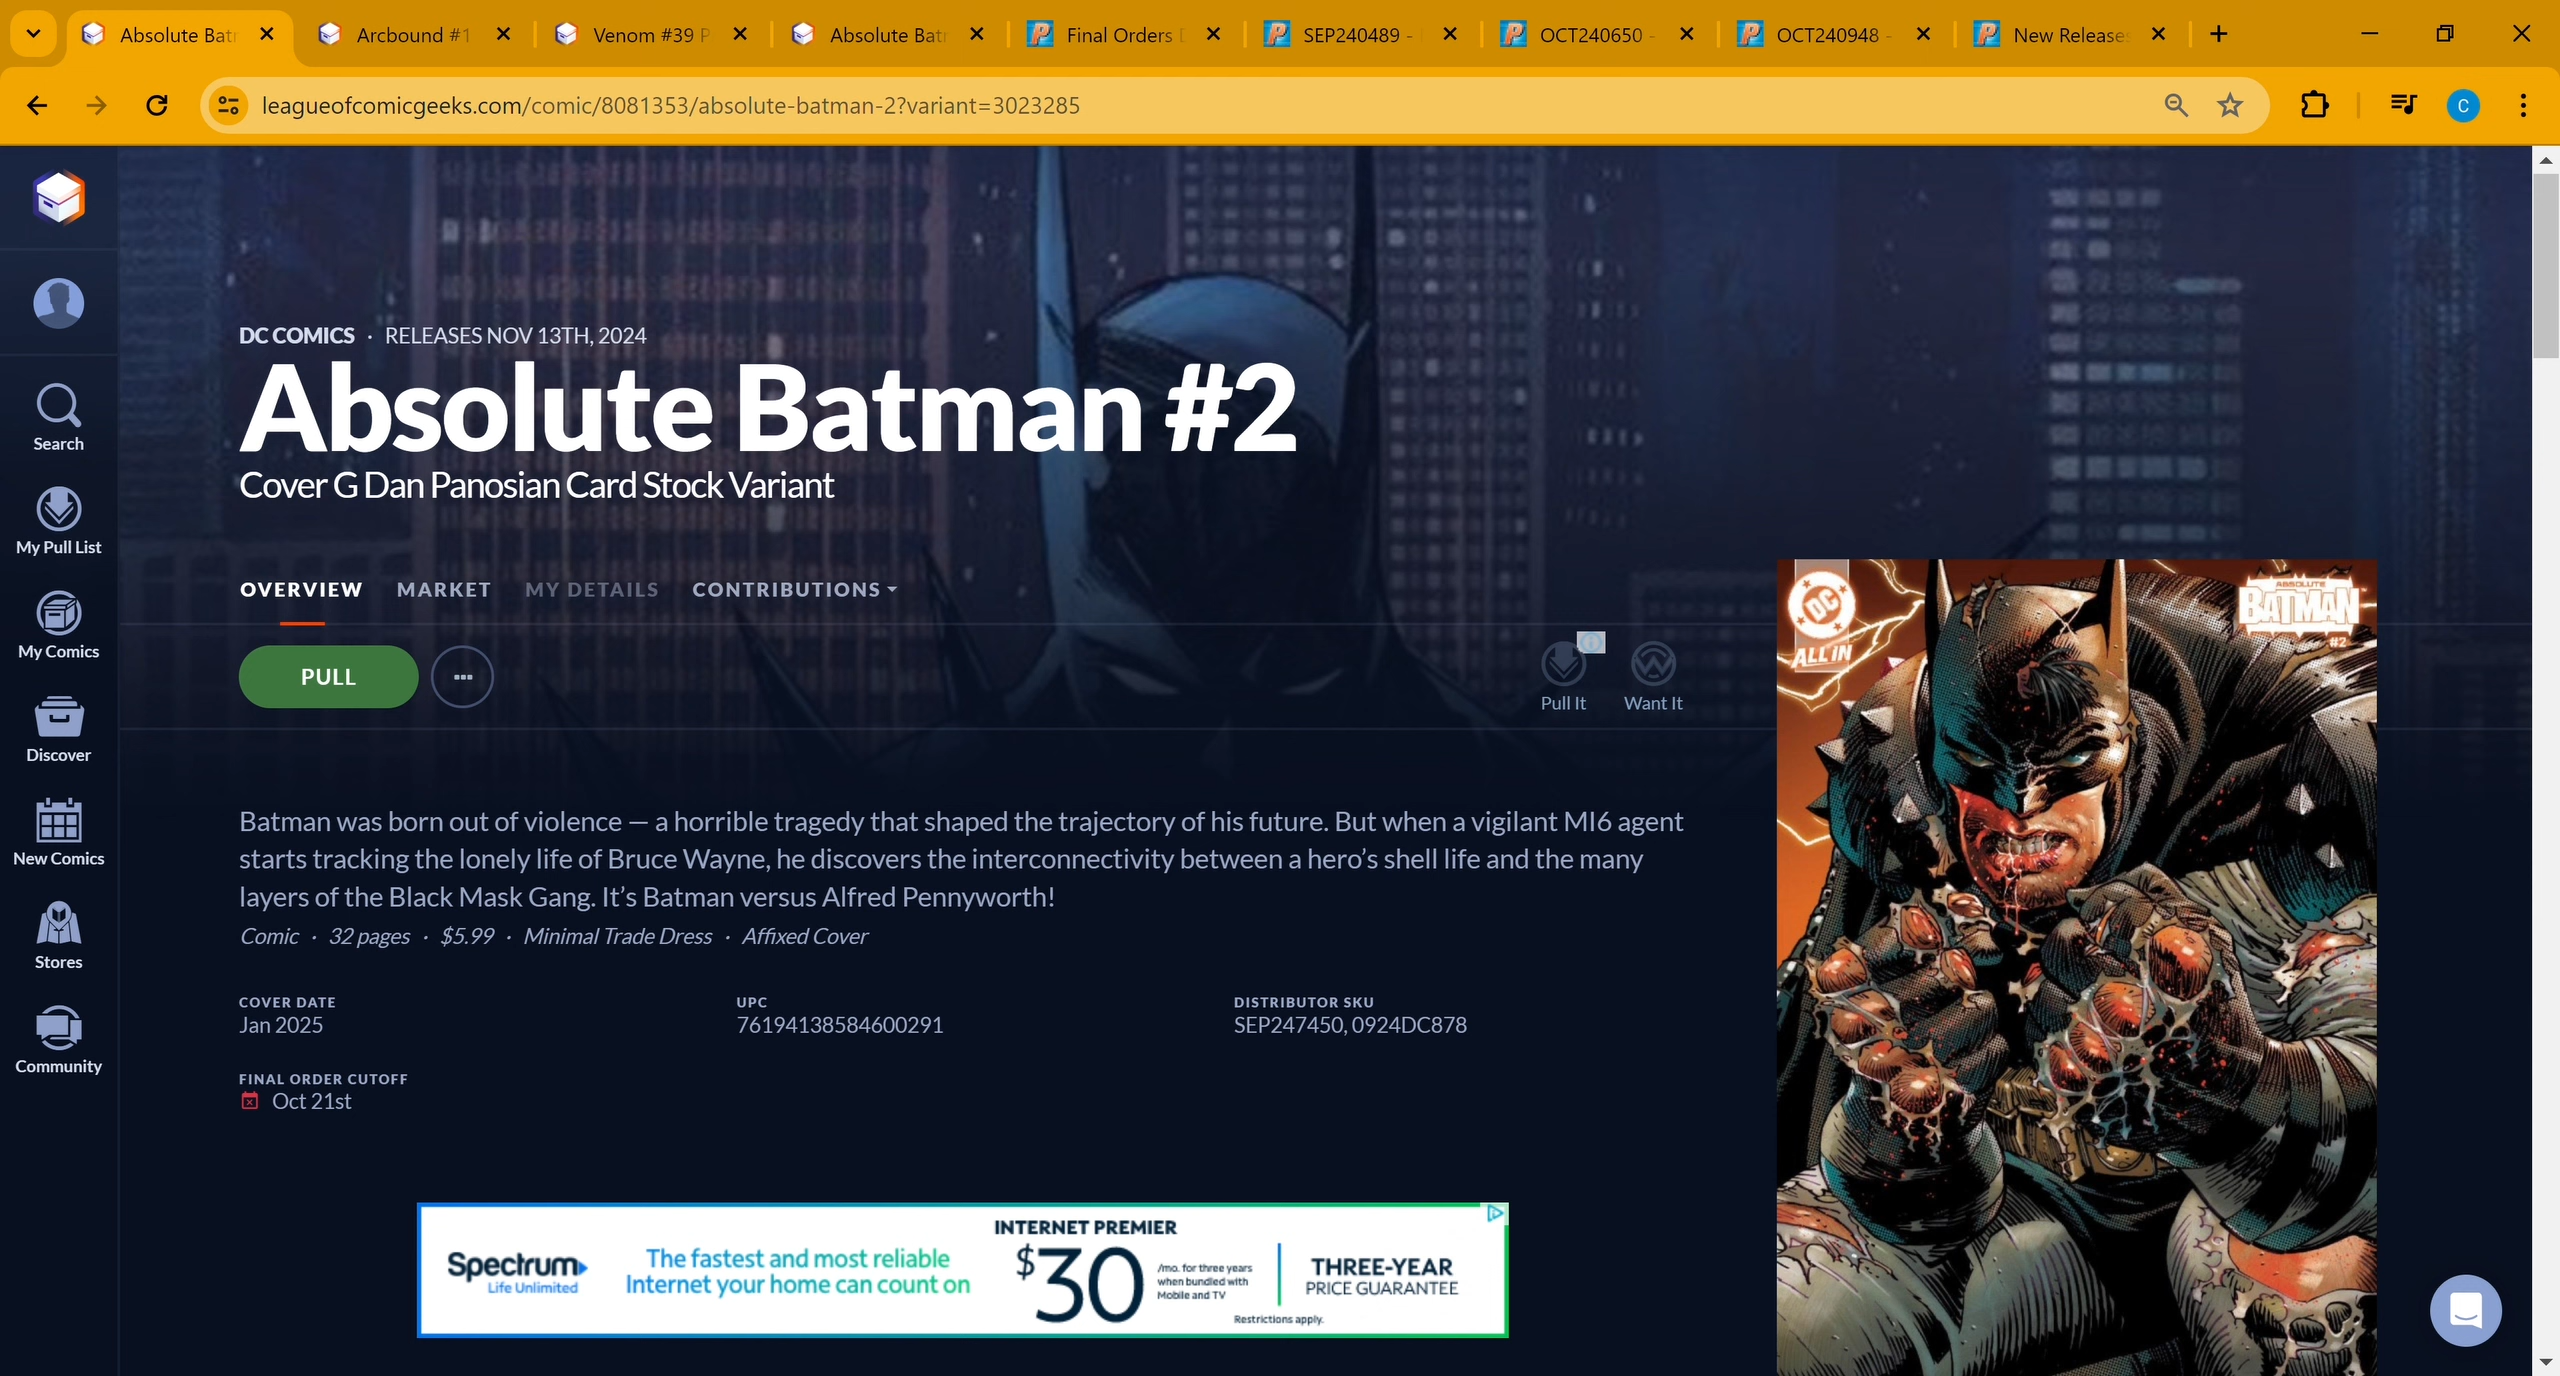 Absolute Bat
Arcbound #1
Venom #39 P
Absolute Bat
Final Orders
SEP240489 -
OCT240650 -
OCT240948 -
New Release
leagueofcomicgeeks.com/comic/8081353/absolute-batman-2?variant=3023285
C
Search
My Pull List
My Comics
Discover
New Comics
Stores
Community
DC COMICS · RELEASES NOV 13TH, 2024
Absolute Batman #2
Cover G Dan Panosian Card Stock Variant
OVERVIEW MARKET MY DETAILS CONTRIBUTIONS
PULL
Pull It
Want It
Batman was born out of violence — a horrible tragedy that shaped the trajectory of his future. But when a vigilant MI6 agent
starts tracking the lonely life of Bruce Wayne, he discovers the interconnectivity between a hero’s shell life and the many
layers of the Black Mask Gang. It’s Batman versus Alfred Pennyworth!
Comic · 32 pages · $5.99 · Minimal Trade Dress · Affixed Cover
COVER DATE
Jan 2025
UPC
76194138584600291
DISTRIBUTOR SKU
SEP247450, 0924DC878
FINAL ORDER CUTOFF
Oct 21st
DC
ALL IN
ABSOLUTE
BATMAN
#2
Spectrum
Life Unlimited
The fastest and most reliable
Internet your home can count on
INTERNET PREMIER
$30
/mo. for three years
when bundled with
Mobile and TV
THREE-YEAR
PRICE GUARANTEE
Restrictions apply.